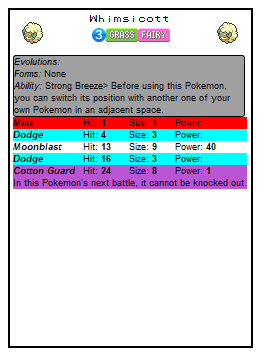 Whimsicott
3 GRASS FAIRY
Evolutions:
Forms: None
Ability: Strong Breeze> Before using this Pokemon,
you can switch its position with another one of your
own Pokemon in an adjacent space.
Miss Hit: 1 Size: 1 Power:
Dodge Hit: 4 Size: 3 Power:
Moonblast Hit: 13 Size: 9 Power: 40
Dodge Hit: 16 Size: 3 Power:
Cotton Guard Hit: 24 Size: 8 Power: 1
In this Pokemon's next battle, it cannot be knocked out